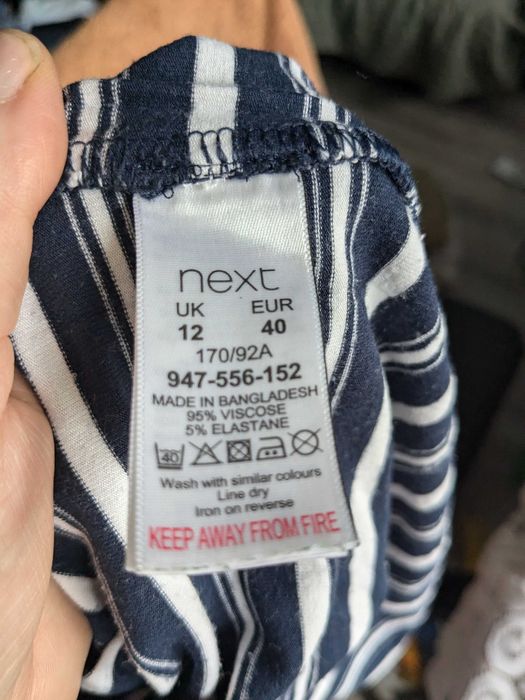 next
UK EUR
12 40
170/92A
947-556-152
MADE IN BANGLADESH
95% VISCOSE
5% ELASTANE
40
Wash with similar colours
Line dry
Iron on reverse
KEEP AWAY FROM FIRE